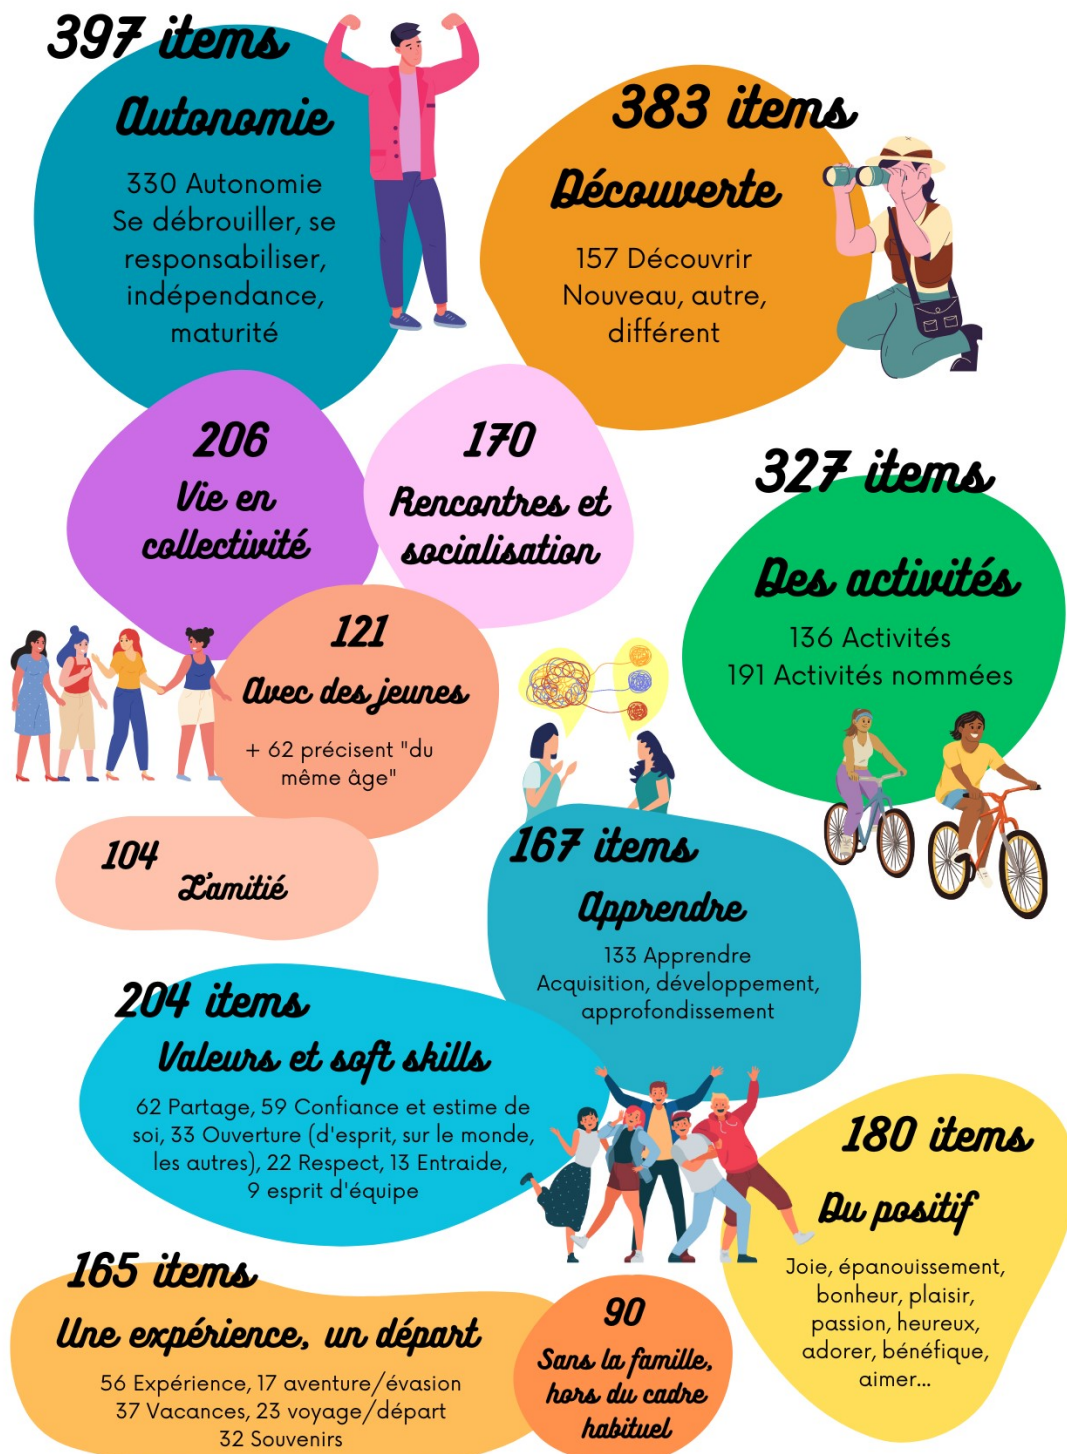 397 items
Autonomie
330 Autonomie
Se débrouiller, se
responsabiliser,
indépendance,
maturité
383 items
Découverte
157 Découvrir
Nouveau, autre,
différent
206
Vie en
collectivité
170
Rencontres et
socialisation
327 items
Des activités
136 Activités
191 Activités nommées
121
Avec des jeunes
+ 62 précisent "du
même âge"
104
L'amitié
167 items
Apprendre
133 Apprendre
Acquisition, développement,
approfondissement
204 items
Valeurs et soft skills
62 Partage, 59 Confiance et estime de
soi, 33 Ouverture (d'esprit, sur le monde,
les autres), 22 Respect, 13 Entraide,
9 esprit d'équipe
180 items
Du positif
Joie, épanouissement,
bonheur, plaisir,
passion, heureux,
adorer, bénéfique,
aimer...
165 items
Une expérience, un départ
56 Expérience, 17 aventure/évasion
37 Vacances, 23 voyage/départ
32 Souvenirs
90
Sans la famille,
hors du cadre
habituel